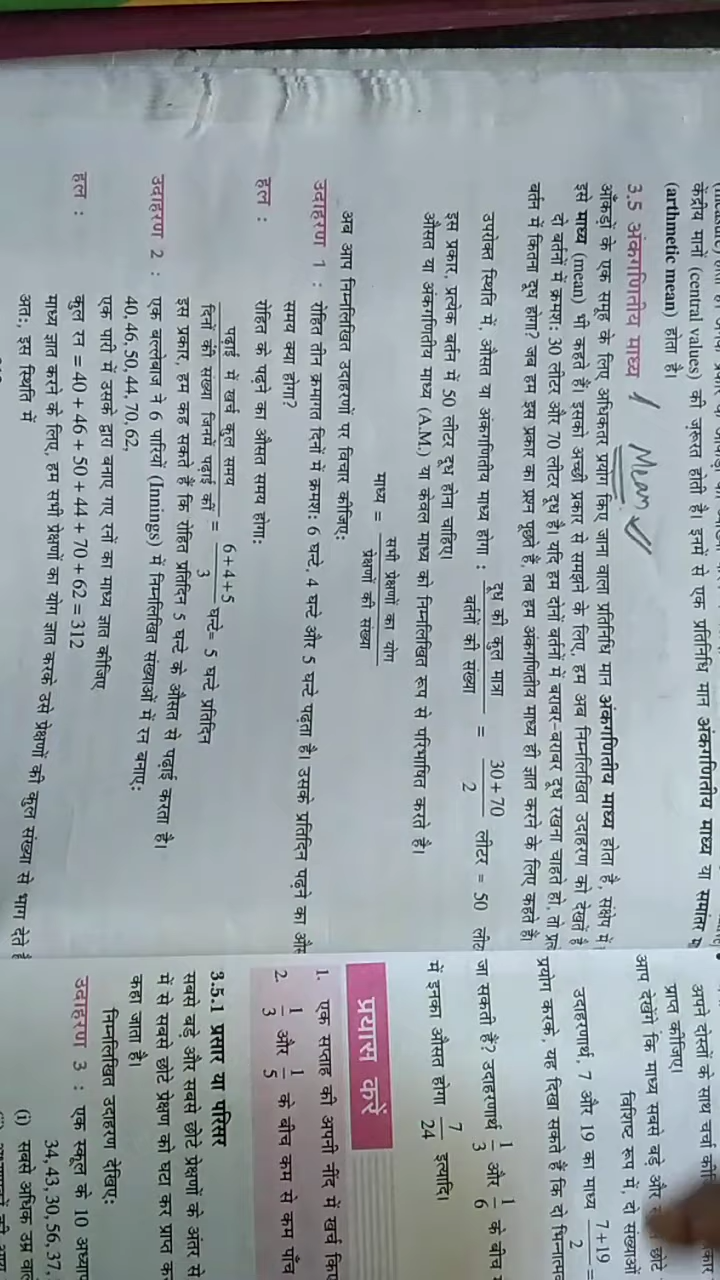 केंद्रीय मानों (central values) की ज़रूरत होती है। इनमें से एक प्रतिनिधि मान अंकगणितीय माध्य या समांतर
(arithmetic mean) होता है।
3.5 अंकगणितीय माध्य
Mean
आँकड़ों के एक समूह के लिए अधिकतर प्रयोग किए जाना वाला प्रतिनिधि मान अंकगणितीय माध्य होता है, संक्षेप में
इसे माध्य (mean) भी कहते हैं। इसको अच्छी प्रकार से समझने के लिए, हम अब निम्नलिखित उदाहरण को देखते हैं
दो बर्तनों में क्रमश: 30 लीटर और 70 लीटर दूध है। यदि हम दोनों बर्तनों में बराबर-बराबर दूध रखना चाहते हो, तो
बर्तन में कितना दूध होगा? जब हम इस प्रकार का प्रश्न पूछते हैं, तब हम अंकगणितीय माध्य ही ज्ञात करने के लिए कहते हैं।
उपरोक्त स्थिति में, औसत या अंकगणितीय माध्य होगा : दूध की कुल मात्रा / बर्तनों की संख्या = 30+70 / 2 लीटर = 50
इस प्रकार, प्रत्येक बर्तन में 50 लीटर दूध होना चाहिए।
औसत या अंकगणितीय माध्य (A.M.) या केवल माध्य को निम्नलिखित रूप से परिभाषित करते है।
माध्य = सभी प्रेक्षणों का योग / प्रेक्षणों की संख्या
अब आप निम्नलिखित उदाहरणों पर विचार कीजिए:
उदाहरण 1 : रोहित तीन क्रमागत दिनों में क्रमश: 6 घन्टे, 4 घन्टे और 5 घन्टे पढ़ता है। उसके प्रतिदिन पढ़ने का
समय क्या होगा?
हल : रोहित के पढ़ने का औसत समय होगा:
पढ़ाई में खर्च कुल समय / दिनों की संख्या जिनमें पढ़ाई की = 6+4+5 / 3 घन्टे= 5 घन्टे प्रतिदिन
इस प्रकार, हम कह सकते हैं कि रोहित प्रतिदिन 5 घन्टे के औसत से पढ़ाई करता है।
उदाहरण 2 : एक बल्लेबाज ने 6 पारियों (Innings) में निम्नलिखित संख्याओं में रन बनाए:
40, 46, 50, 44, 70, 62,
एक पारी में उसके द्वारा बनाए गए रनों का माध्य ज्ञात कीजिए
हल : कुल रन = 40 + 46 + 50 + 44 + 70 + 62 = 312
माध्य ज्ञात करने के लिए, हम सभी प्रेक्षणों का योग ज्ञात करके उसे प्रेक्षणों की कुल संख्या से भाग देते
अत:, इस स्थिति में
अपने दोस्तों के साथ चर्चा
प्राप्त कीजिए।
आप देखेंगे कि माध्य सबसे बड़े और छोटे
विशिष्ट रूप में, दो संख्याओं
उदाहरणार्थ, 7 और 19 का माध्य 7+19 / 2 =
प्रयोग करके, यह दिखा सकते हैं कि दो
जा सकती हैं? उदाहरणार्थ 1/3 और 1/6 के बीच
में इनका औसत होगा 7/24 इत्यादि।
प्रयास करें
1. एक सप्ताह की अपनी नींद में खर्च
2. 1/3 और 1/5 के बीच कम से कम पाँच
3.5.1 प्रसार या परिसर
सबसे बड़े और सबसे छोटे प्रेक्षणों के अंतर से
में से सबसे छोटे प्रेक्षण को घटा कर प्राप्त
कहा जाता है।
निम्नलिखित उदाहरण देखिए:
उदाहरण 3 : एक स्कूल के 10
34, 43, 30, 56, 37,
(i) सबसे अधिक उम्र